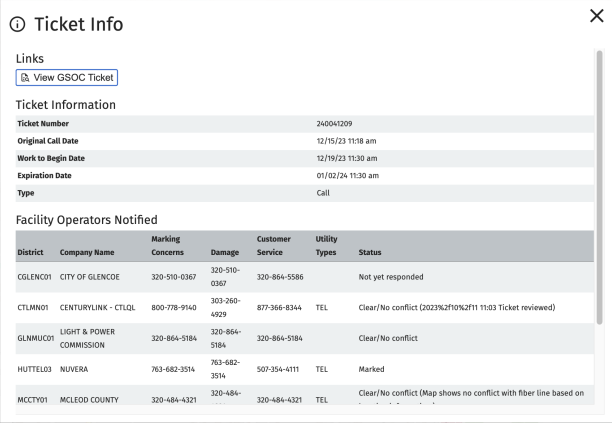 Ticket Info
Links
View GSOC Ticket
Ticket Information
Ticket Number 240041209
Original Call Date 12/15/23 11:18 am
Work to Begin Date 12/19/23 11:30 am
Expiration Date 01/02/24 11:30 am
Type Call
Facility Operators Notified
District Company Name Marking Concerns Damage Customer Service Utility Types Status
CGLENC01 CITY OF GLENCOE 320-510-0367 320-510-0367 320-864-5586 Not yet responded
CTLMN01 CENTURYLINK - CTLQL 800-778-9140 303-260-4929 877-366-8344 TEL Clear/No conflict (2023%2f10%2f11 11:03 Ticket reviewed)
GLNMUC01 LIGHT & POWER COMMISSION 320-864-5184 320-864-5184 320-864-5184 Clear/No conflict
HUTTEL03 NUVERA 763-682-3514 763-682-3514 507-354-4111 TEL Marked
MCCTY01 MCLEOD COUNTY 320-484-4321 320-484- 320-484-4321 TEL Clear/No conflict (Map shows no conflict with fiber line based on